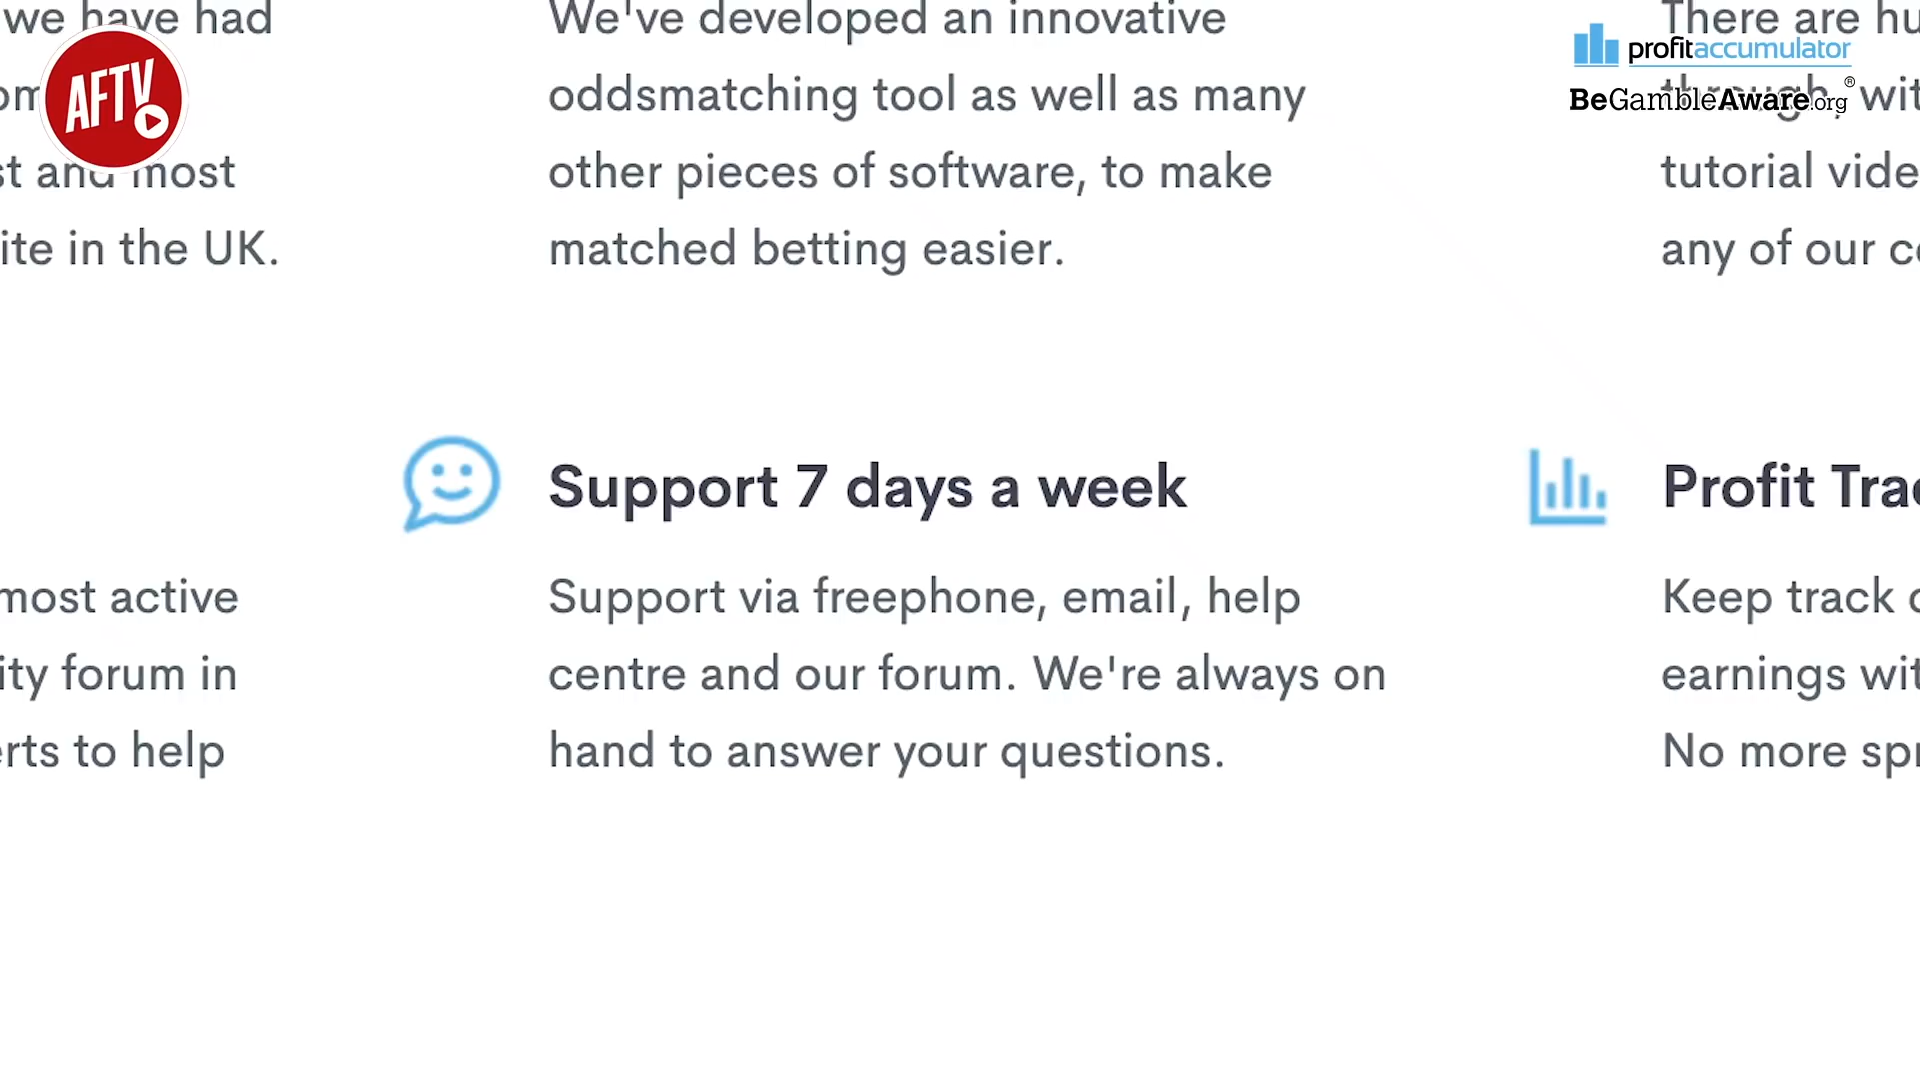 we have had
AFTV
st and most
ite in the UK.
We've developed an innovative
oddsmatching tool as well as many
other pieces of software, to make
matched betting easier.
profitaccumulator
BeGambleAware.org®
There are hu
through, wit
tutorial vide
any of our c
most active
ity forum in
erts to help
Support 7 days a week
Support via freephone, email, help
centre and our forum. We're always on
hand to answer your questions.
Profit Trac
Keep track
earnings wit
No more spr